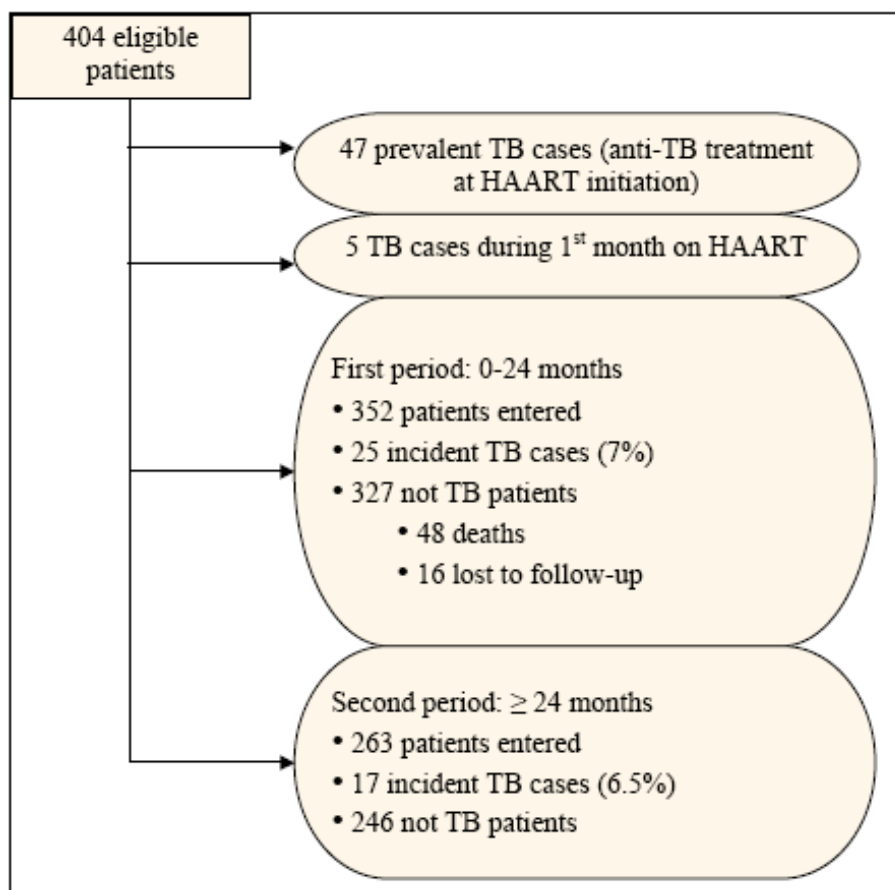 404 eligible
patients
47 prevalent TB cases (anti-TB treatment
at HAART initiation)
5 TB cases during 1st month on HAART
First period: 0-24 months
• 352 patients entered
• 25 incident TB cases (7%)
• 327 not TB patients
• 48 deaths
• 16 lost to follow-up
Second period: ≥ 24 months
• 263 patients entered
• 17 incident TB cases (6.5%)
• 246 not TB patients